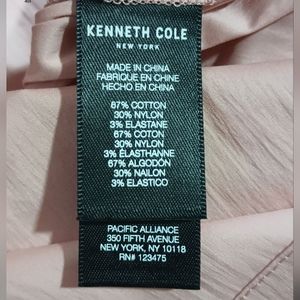 KENNETH COLE
NEW YORK
MADE IN CHINA
FABRIQUE EN CHINE
HECHO EN CHINA
67% COTTON
30% NYLON
3% ELASTANE
67% COTON
30% NYLON
3% ÉLASTHANNE
67% ALGODÓN
30% NAILON
3% ELASTICO
PACIFIC ALLIANCE
350 FIFTH AVENUE
NEW YORK, NY 10118
RN# 123475